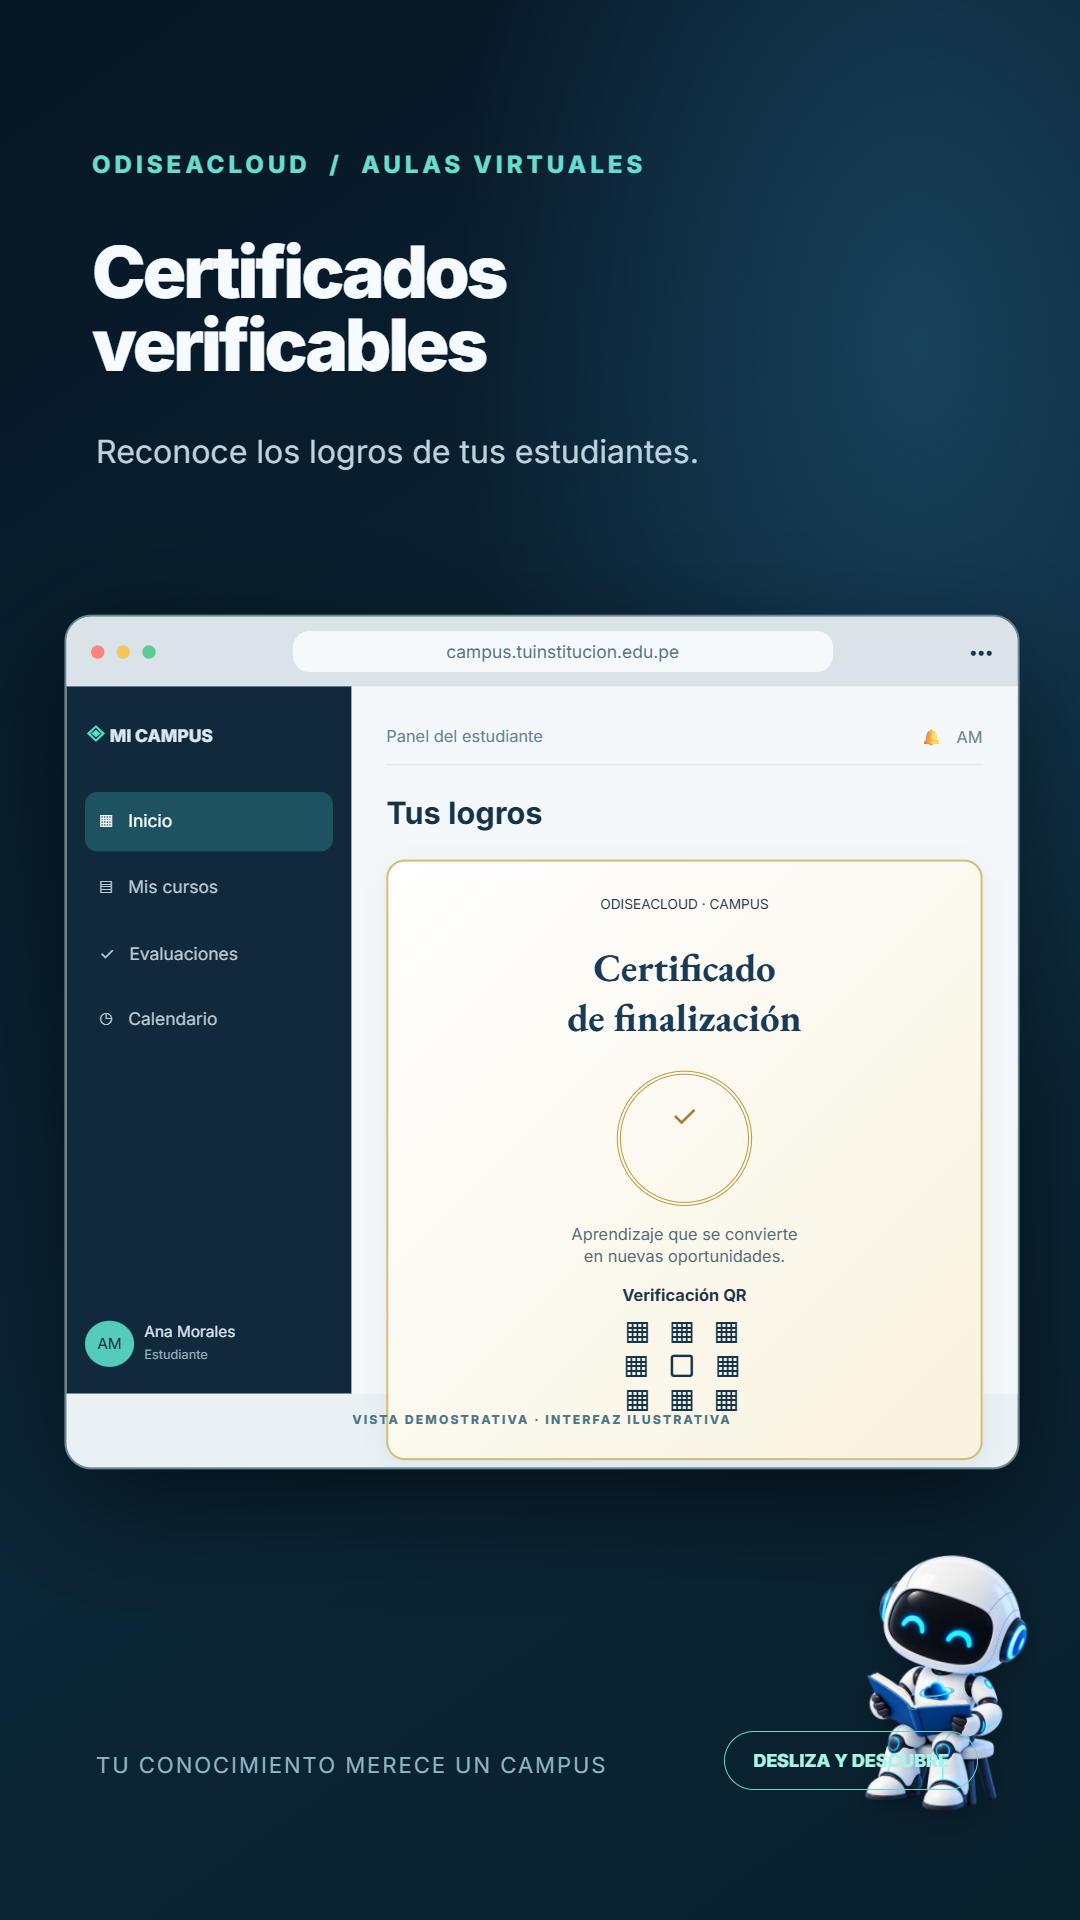 ODISEACLOUD / AULAS VIRTUALES
Certificados
verificables
Reconoce los logros de tus estudiantes.
campus.tuinstitucion.edu.pe
MI CAMPUS
Inicio
Mis cursos
Evaluaciones
Calendario
Ana Morales
AM
Estudiante
Panel del estudiante
AM
Tus logros
ODISEACLOUD · CAMPUS
Certificado
de finalización
Aprendizaje que se convierte
en nuevas oportunidades.
Verificación QR
VISTA DEMOSTRATIVA · INTERFAZ ILUSTRATIVA
TU CONOCIMIENTO MERECE UN CAMPUS
DESLIZA Y DESCUBRE